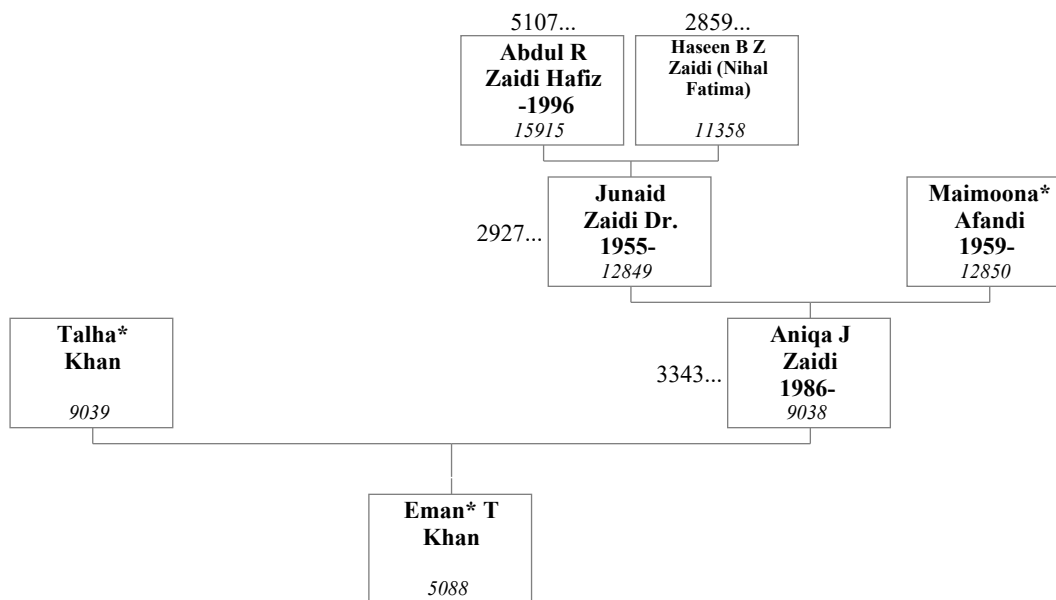 5107...
2859...
Abdul R
Zaidi Hafiz
-1996
15915
Haseen B Z
Zaidi (Nihal
Fatima)
11358
2927...
Junaid
Zaidi Dr.
1955-
12849
Maimoona*
Afandi
1959-
12850
Talha*
Khan
9039
3343...
Aniqa J
Zaidi
1986-
9038
Eman* T
Khan
5088